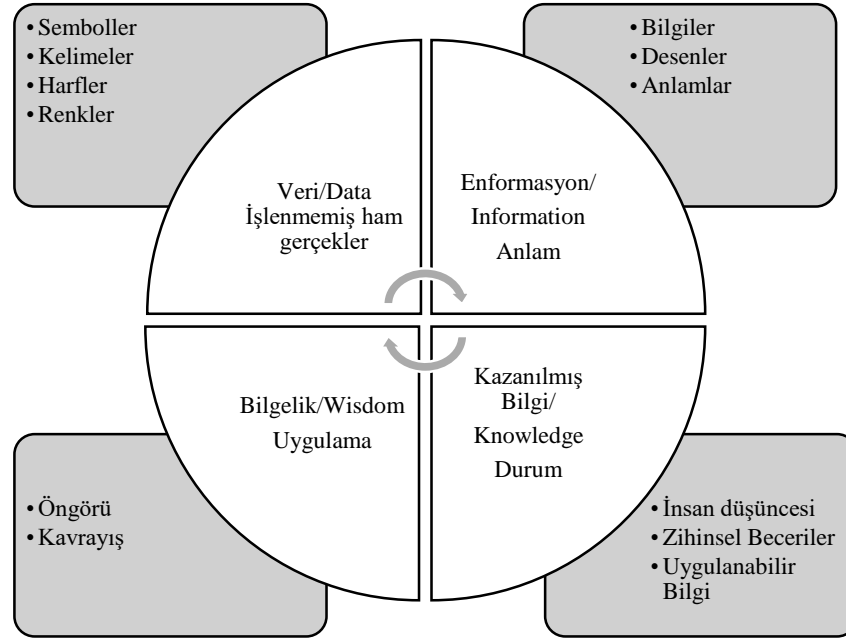 • Semboller
• Kelimeler
• Harfler
• Renkler
• Bilgiler
• Desenler
• Anlamlar
Veri/Data
İşlenmemiş ham
gerçekler
Enformasyon/
Information
Anlam
Bilgelik/Wisdom
Uygulama
Kazanılmış
Bilgi/
Knowledge
Durum
• Öngörü
• Kavrayış
• İnsan düşüncesi
• Zihinsel Beceriler
• Uygulanabilir
Bilgi